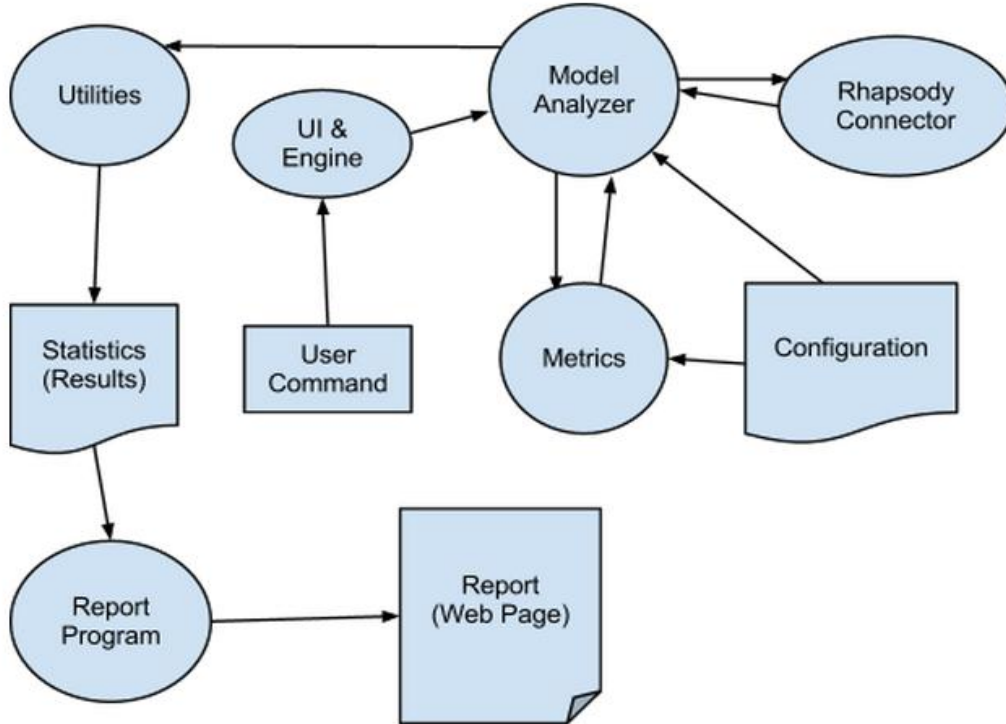 Utilities
UI &
Engine
Model
Analyzer
Rhapsody
Connector
Statistics
(Results)
User
Command
Metrics
Configuration
Report
Program
Report
(Web Page)